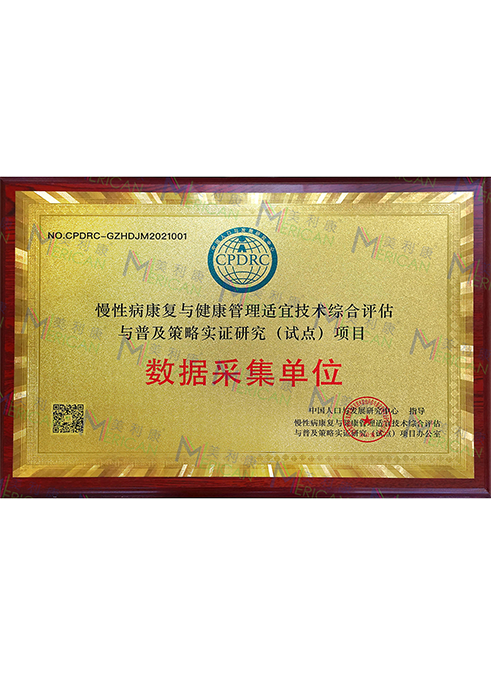 NO.CPDRC-GZHDJM2021001
CPDRC
慢性病康复与健康管理适宜技术综合评估
与普及策略实证研究（试点）项目
数据采集单位
中国人口与发展研究中心 指导
慢性病康复与健康管理适宜技术综合评估
与普及策略实证研究（试点）项目办公室
美利康
MERICAN